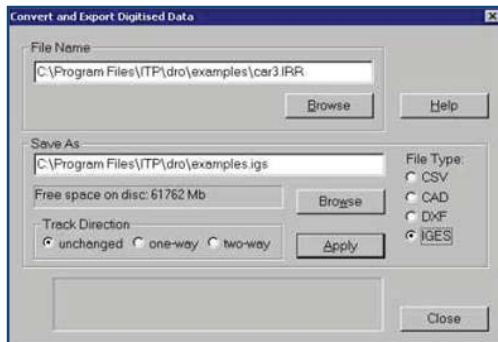 Convert and Export Digitised Data
File Name
C:\Program Files\ITP\dro\examples\car3.IRR
Browse
Help
Save As
C:\Program Files\ITP\dro\examples.igs
File Type:
CSV
Free space on disc: 61762 Mb
Browse
CAD
DXF
Track Direction
unchanged one-way two-way
Apply
IGES
Close